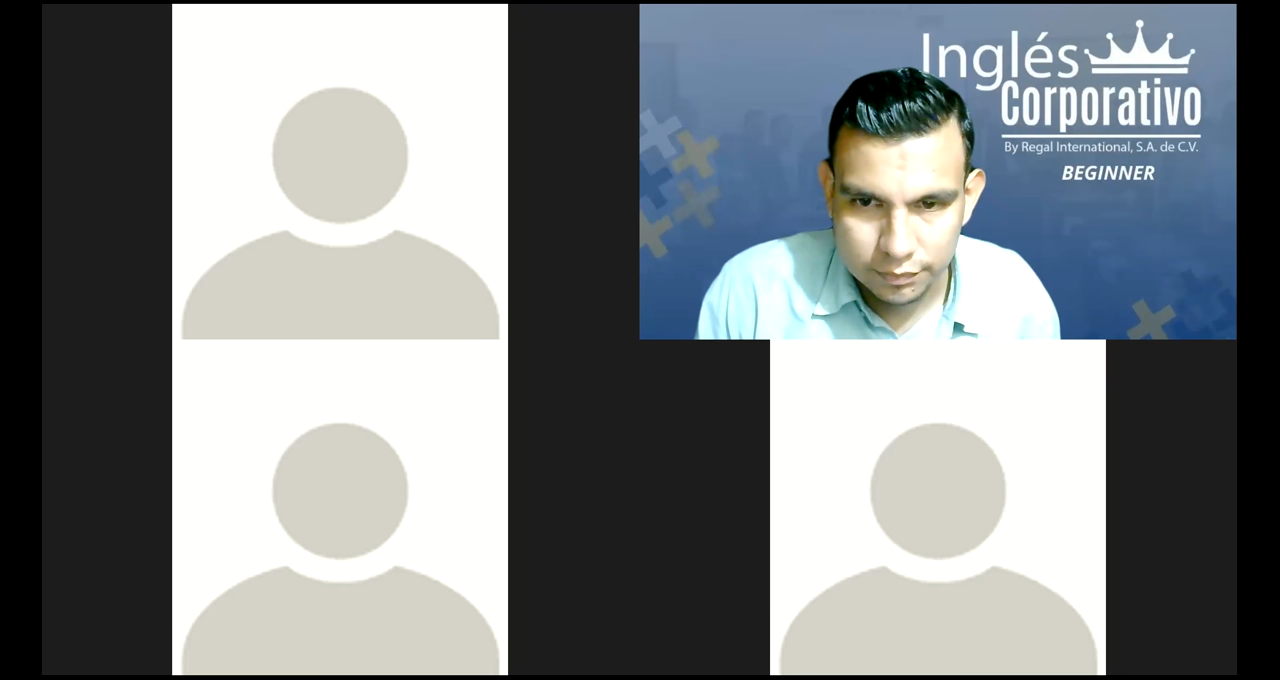 Inglés
Corporativo
By Regal International, S.A. de C.V.
BEGINNER